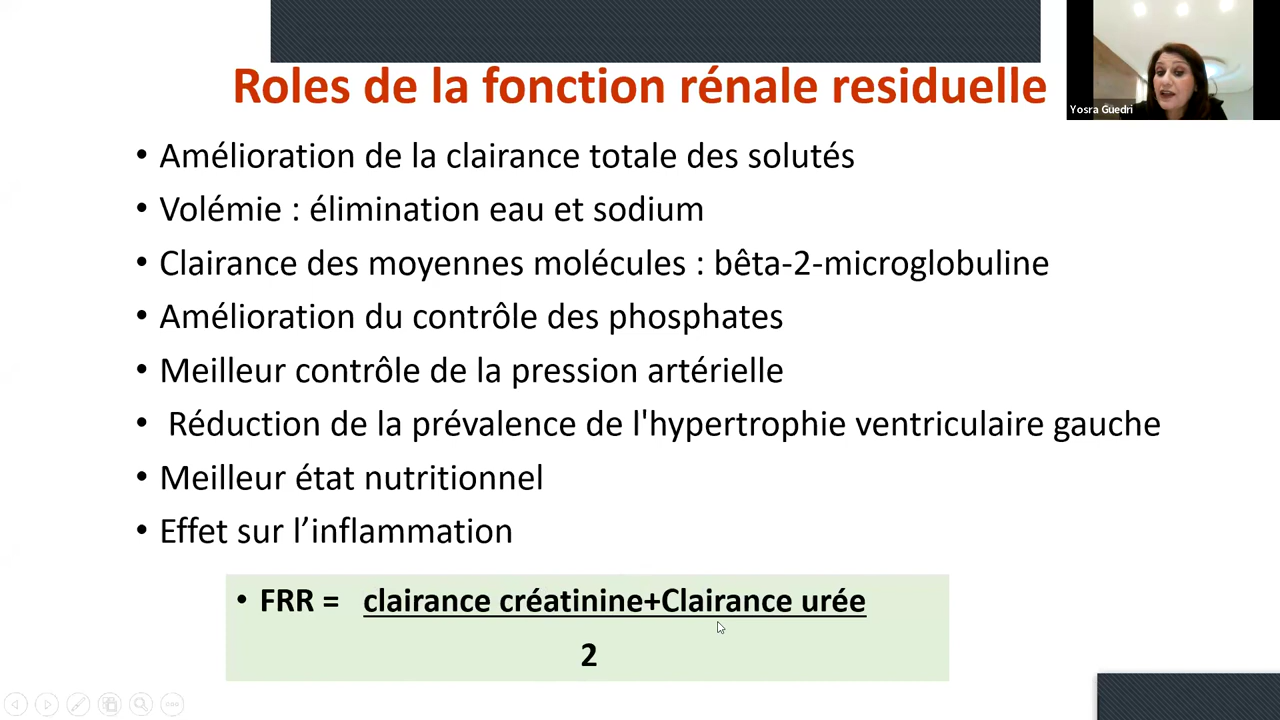 Roles de la fonction rénale residuelle
Yosra Guedri
• Amélioration de la clairance totale des solutés
• Volémie : élimination eau et sodium
• Clairance des moyennes molécules : bêta-2-microglobuline
• Amélioration du contrôle des phosphates
• Meilleur contrôle de la pression artérielle
• Réduction de la prévalence de l'hypertrophie ventriculaire gauche
• Meilleur état nutritionnel
• Effet sur l’inflammation
• FRR = clairance créatinine+Clairance urée
2